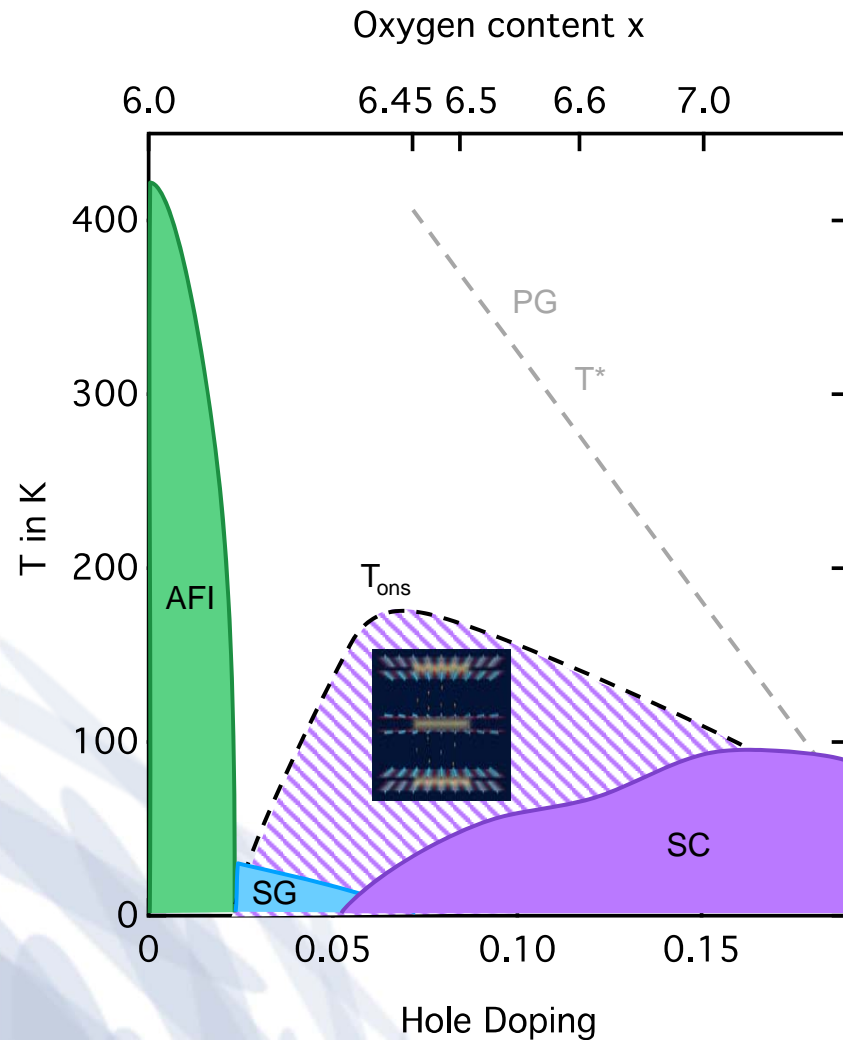 Oxygen content x
6.0 6.45 6.5 6.6 7.0
400
PG
T*
300
T in K
200
Tons
AFI
100
SC
SG
0
0 0.05 0.10 0.15
Hole Doping